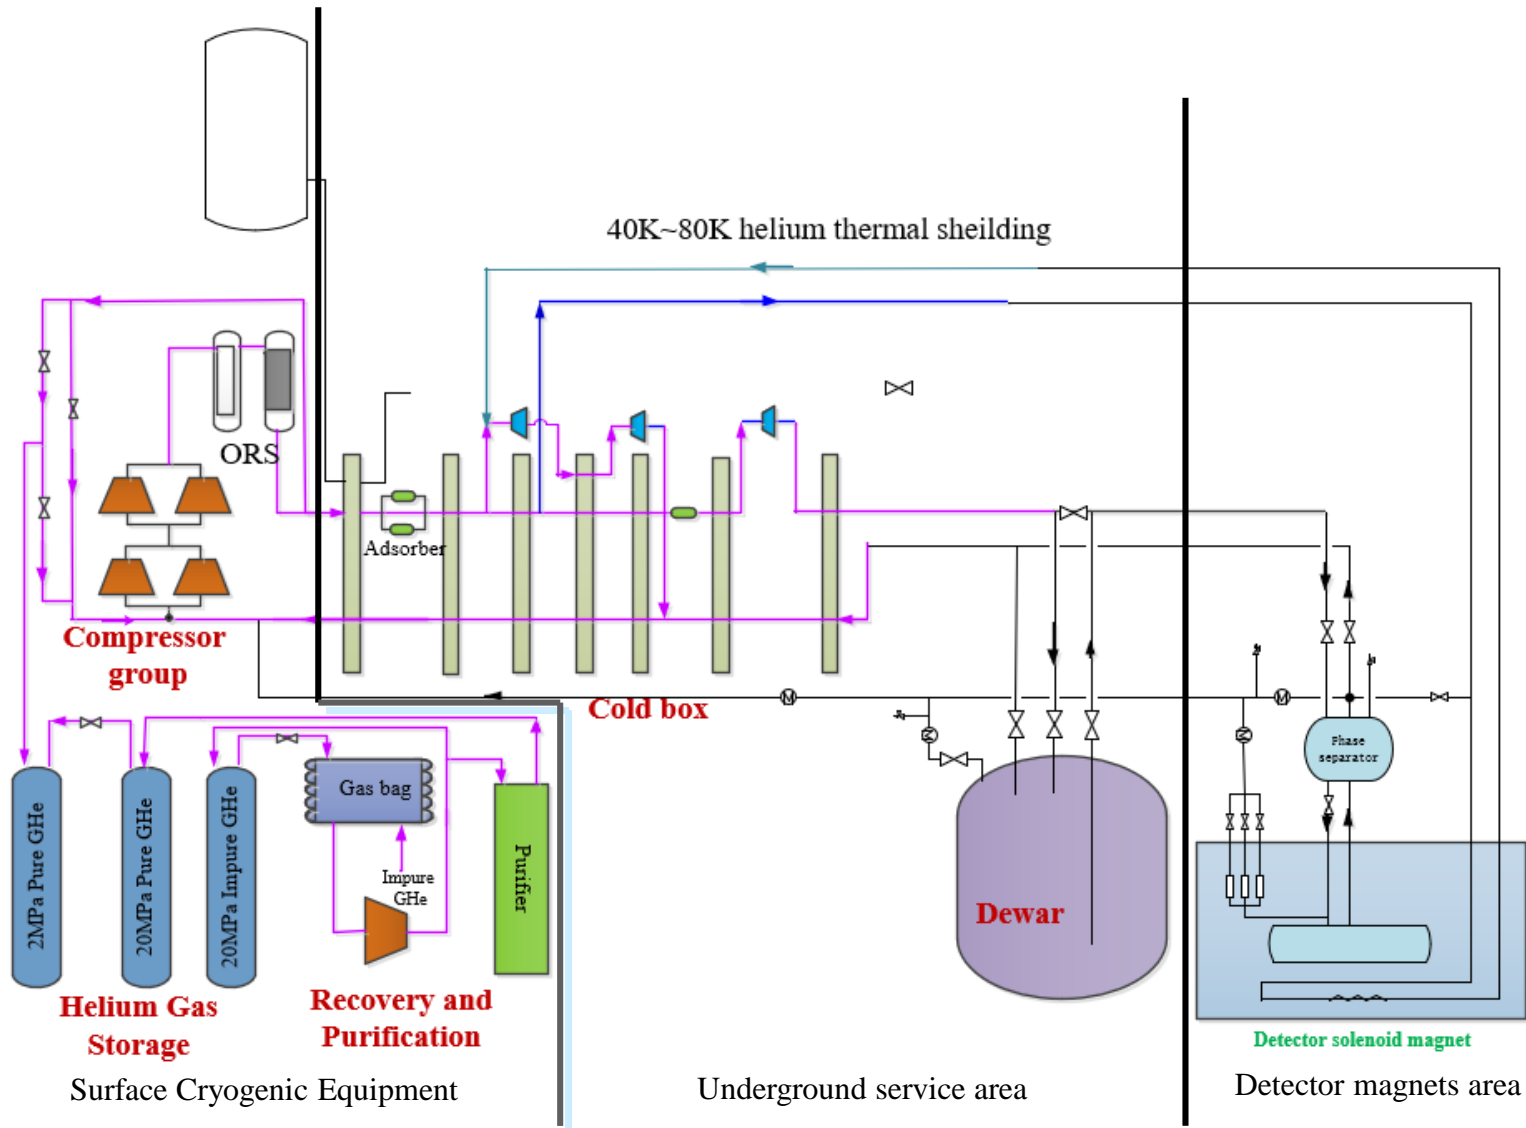 40K~80K helium thermal sheilding
ORS
Adsorber
Compressor
group
Cold box
M
M
M
M
Phase
separator
Gas bag
2MPa Pure GHe
20MPa Pure GHe
20MPa Impure GHe
Impure
GHe
Purifier
Dewar
Helium Gas
Storage
Recovery and
Purification
Detector solenoid magnet
Surface Cryogenic Equipment
Underground service area
Detector magnets area